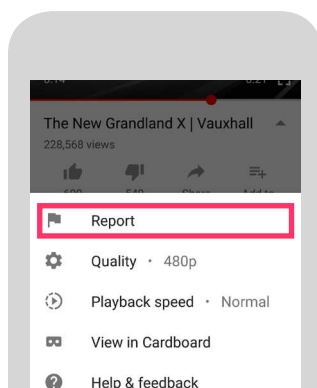 The New Grandland X | Vauxhall
228,568 views
Report
Quality · 480p
Playback speed · Normal
View in Cardboard
Help & feedback